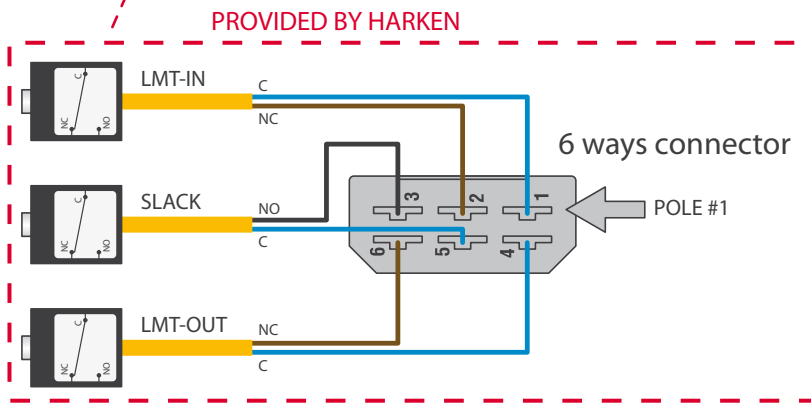 PROVIDED BY HARKEN
LMT-IN
C
NC
C
NC
NO
6 ways connector
SLACK
NO
C
C
NC
NO
3
2
1
POLE #1
6
5
4
LMT-OUT
NC
C
C
NC
NO